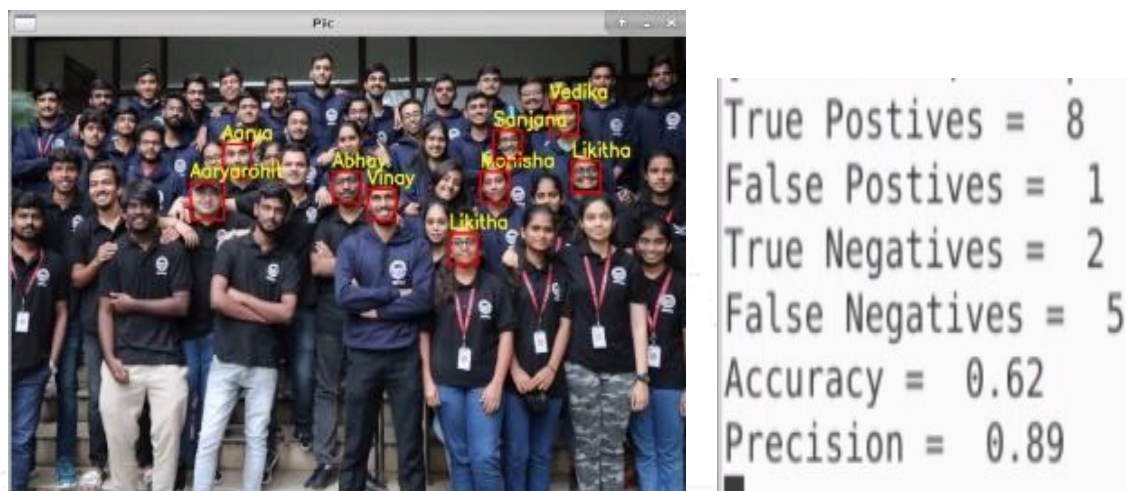 Pic
Vedika
Sanjana
Aarya
Abhay
Monisha
Likitha
Aaryarohit
Vinay
Likitha
True Postives = 8
False Postives = 1
True Negatives = 2
False Negatives = 5
Accuracy = 0.62
Precision = 0.89